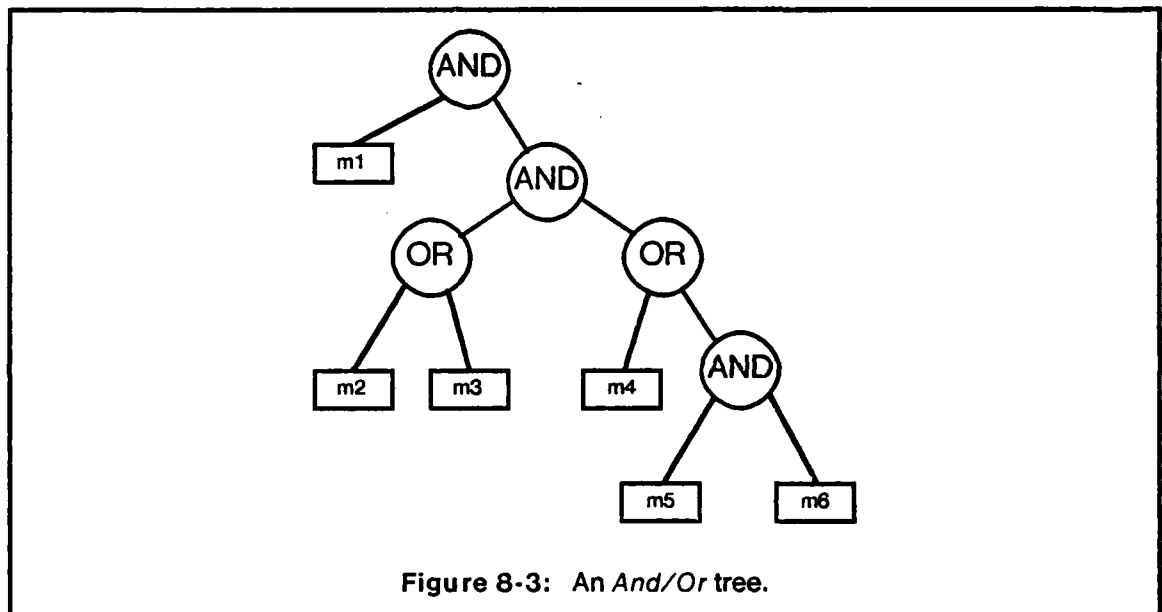 AND
m1
AND
OR
OR
m2
m3
m4
AND
m5
m6
Figure 8-3: An And/Or tree.